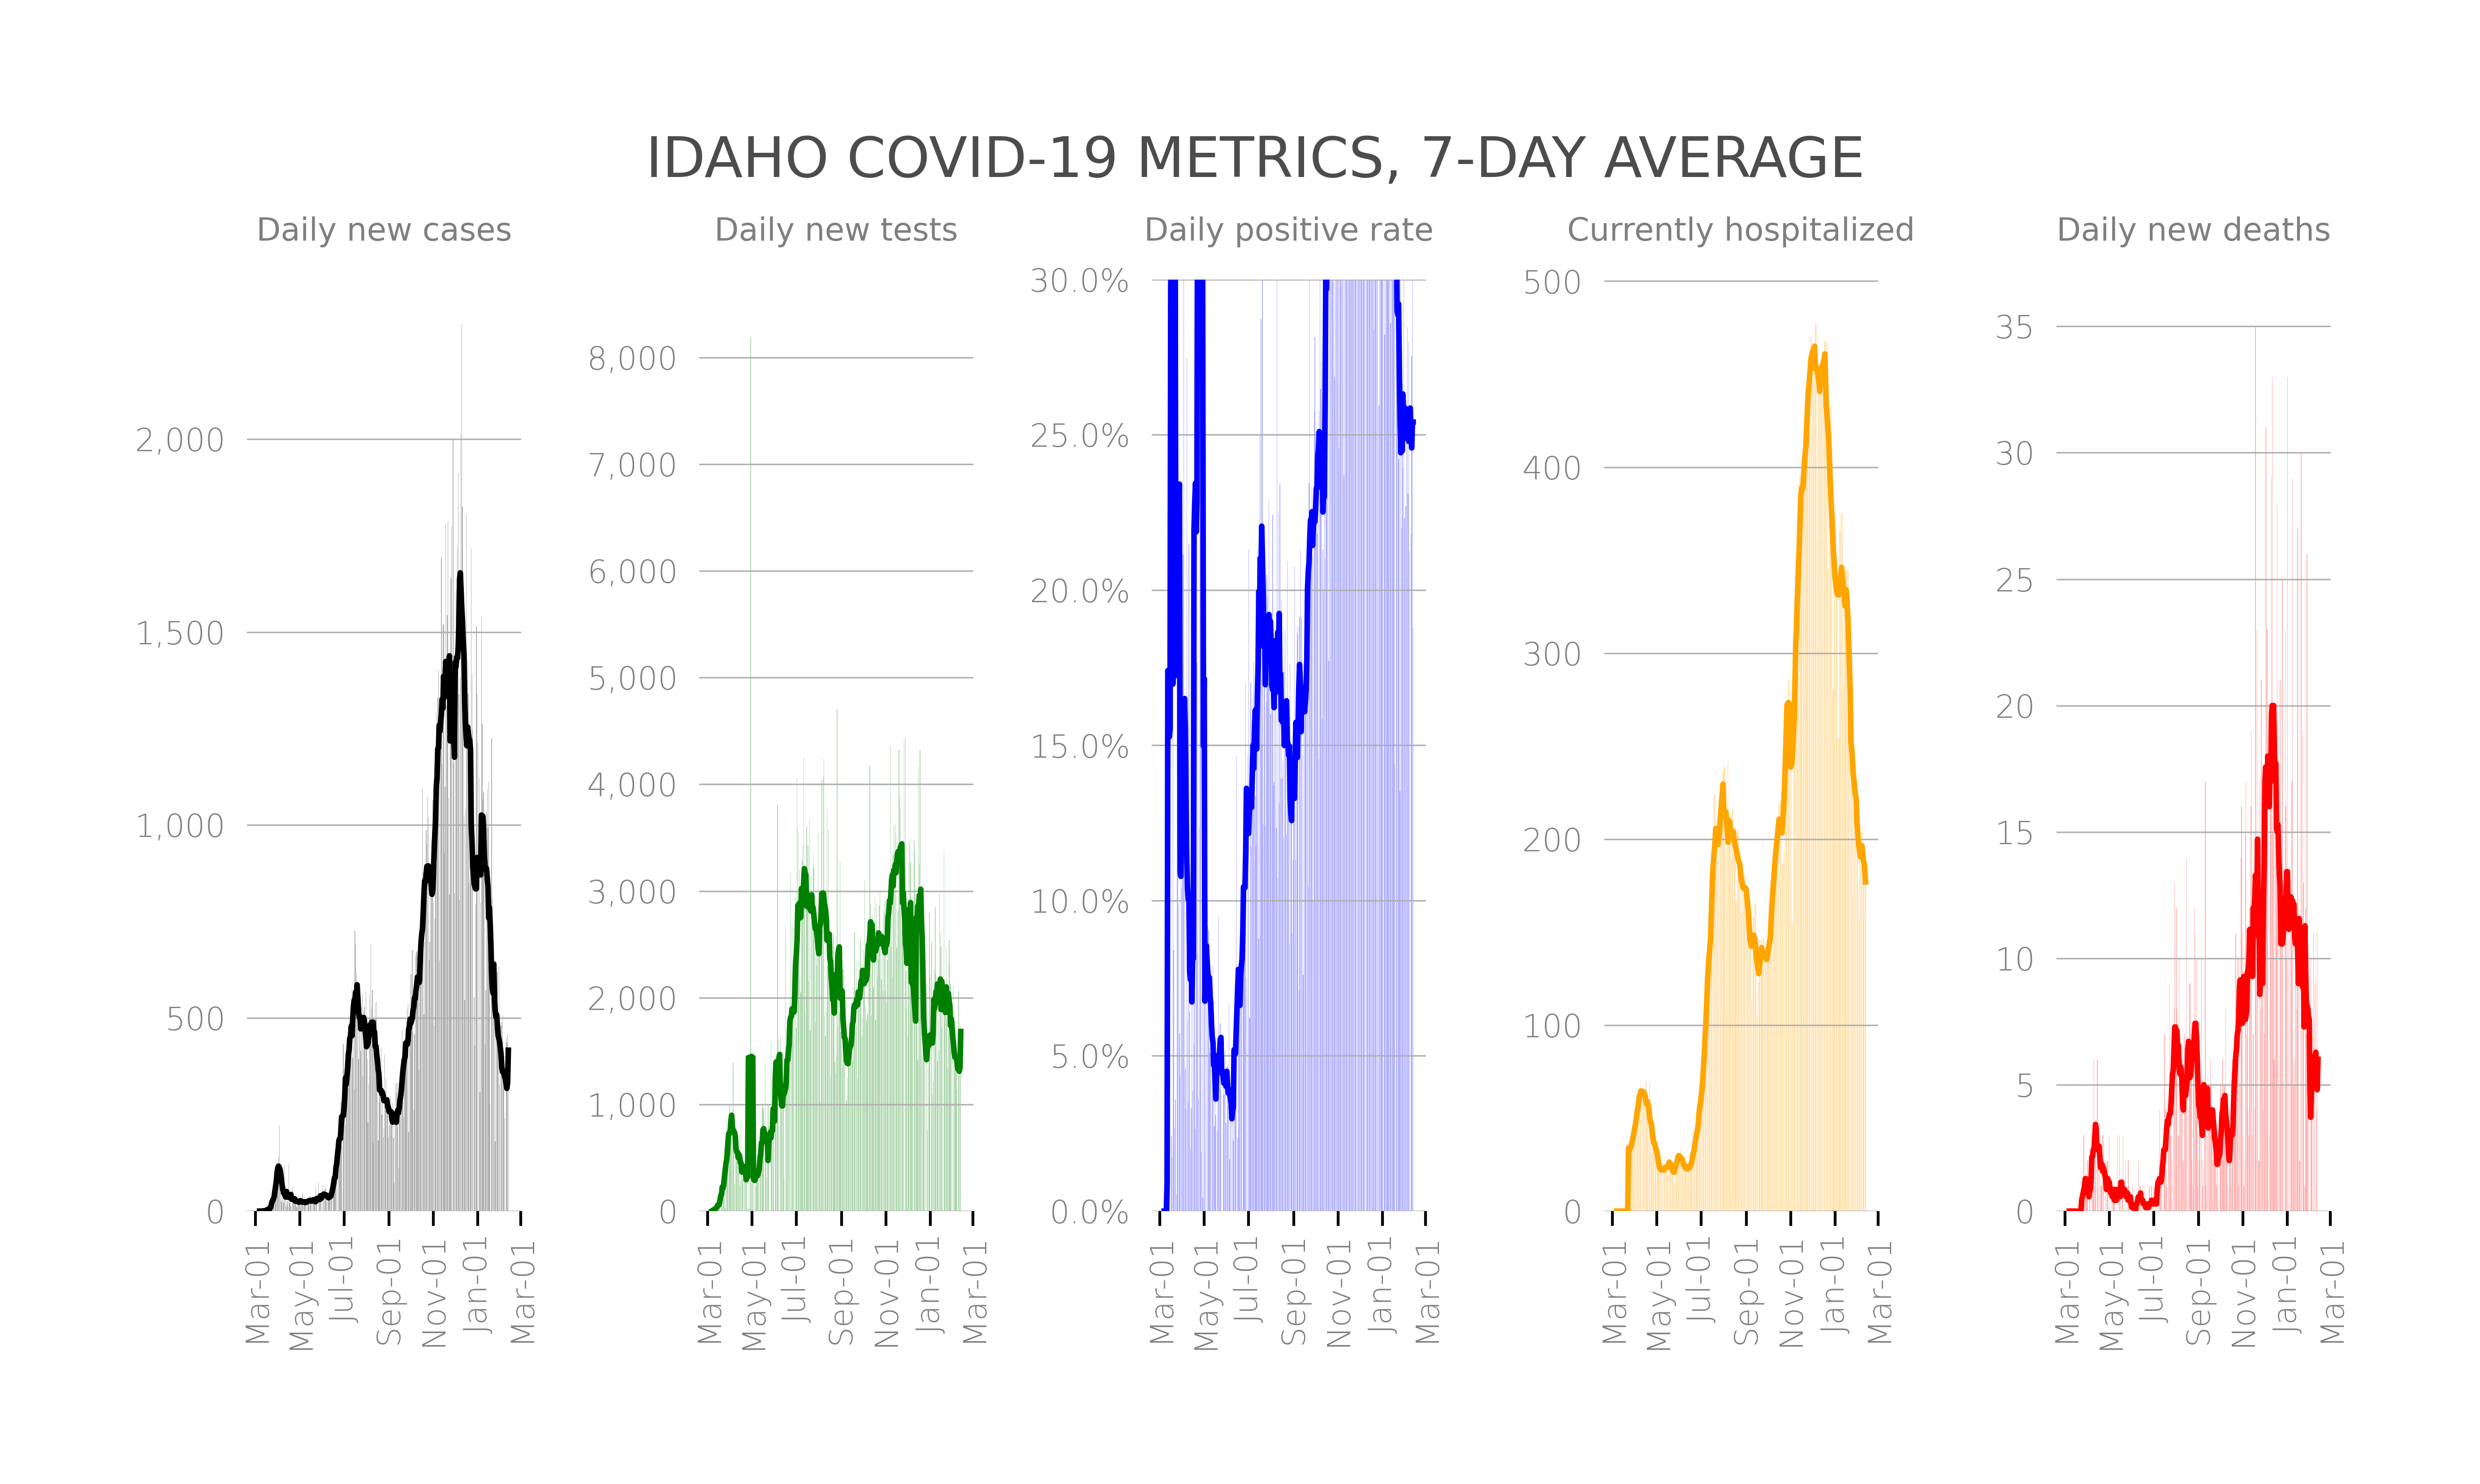 IDAHO COVID-19 METRICS, 7-DAY AVERAGE
Daily new cases
2,000
1,500
1,000
500
0
Mar-01
May-01
Jul-01
Sep-01
Nov-01
Jan-01
Mar-01
Daily new tests
8,000
7,000
6,000
5,000
4,000
3,000
2,000
1,000
0
Mar-01
May-01
Jul-01
Sep-01
Nov-01
Jan-01
Mar-01
Daily positive rate
30.0%
25.0%
20.0%
15.0%
10.0%
5.0%
0.0%
Mar-01
May-01
Jul-01
Sep-01
Nov-01
Jan-01
Mar-01
Currently hospitalized
500
400
300
200
100
0
Mar-01
May-01
Jul-01
Sep-01
Nov-01
Jan-01
Mar-01
Daily new deaths
35
30
25
20
15
10
5
0
Mar-01
May-01
Jul-01
Sep-01
Nov-01
Jan-01
Mar-01